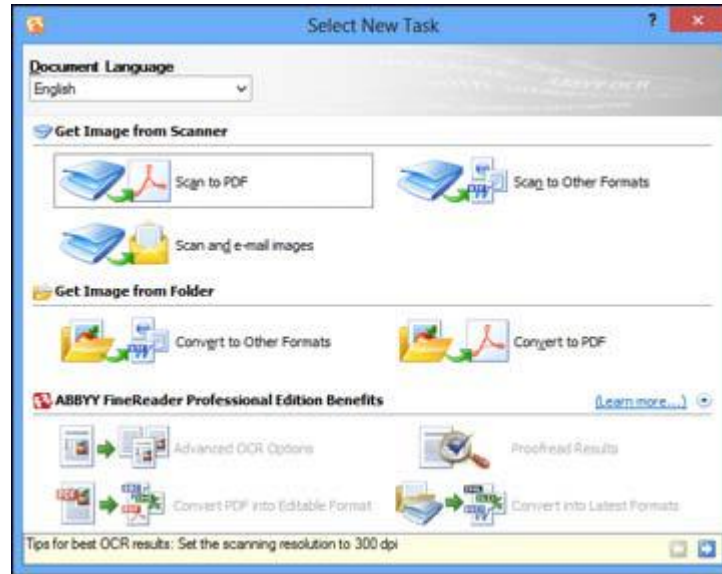 Select New Task
?
Document Language
English
ABBYY OCR
Get Image from Scanner
Scan to PDF
Scan to Other Formats
Scan and e-mail images
Get Image from Folder
Convert to Other Formats
Convert to PDF
ABBYY FineReader Professional Edition Benefits
(Learn more...)
Advanced OCR Options
Proofread Results
Convert PDF into Editable Format
Convert into Latest Formats
Tips for best OCR results: Set the scanning resolution to 300 dpi